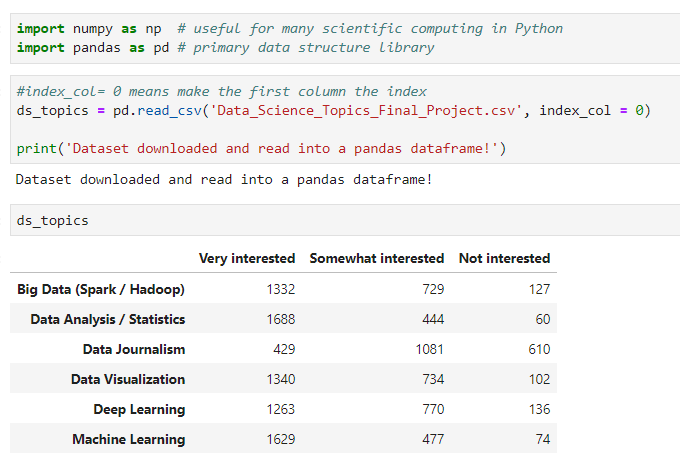 import numpy as np  # useful for many scientific computing in Python
import pandas as pd # primary data structure library
#index_col= 0 means make the first column the index
ds_topics = pd.read_csv('Data_Science_Topics_Final_Project.csv', index_col = 0)
print('Dataset downloaded and read into a pandas dataframe!')
Dataset downloaded and read into a pandas dataframe!
ds_topics
Very interested Somewhat interested Not interested
Big Data (Spark / Hadoop) 1332 729 127
Data Analysis / Statistics 1688 444 60
Data Journalism 429 1081 610
Data Visualization 1340 734 102
Deep Learning 1263 770 136
Machine Learning 1629 477 74